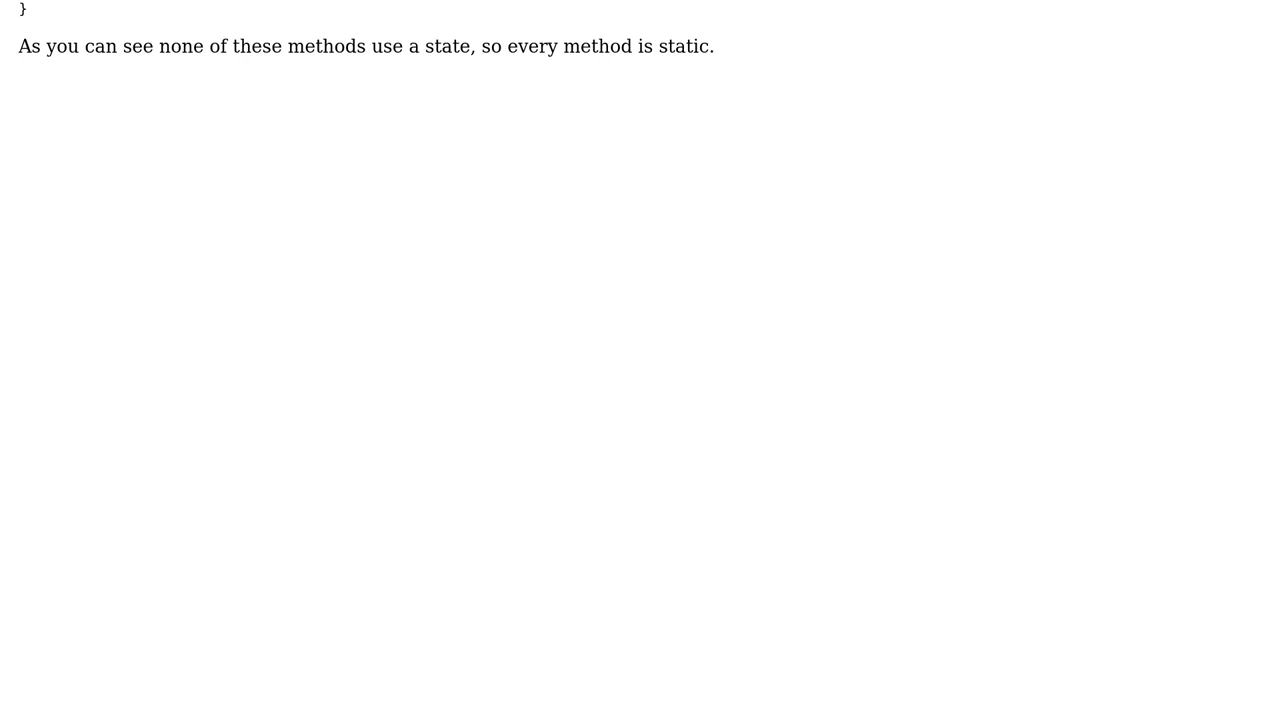 }
As you can see none of these methods use a state, so every method is static.